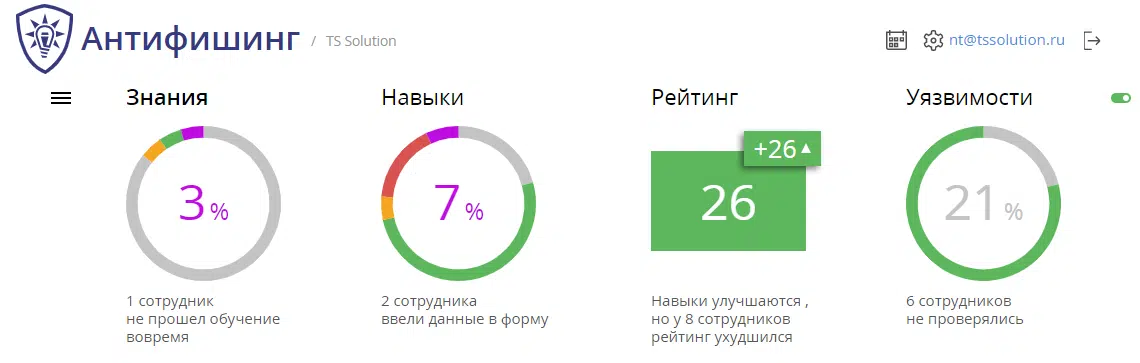 Антифишинг / TS Solution
nt@tssolution.ru
Знания
Навыки
Рейтинг
Уязвимости
3 %
7 %
+26
26
21 %
1 сотрудник
не прошел обучение
вовремя
2 сотрудника
ввели данные в форму
Навыки улучшаются ,
но у 8 сотрудников
рейтинг ухудшился
6 сотрудников
не проверялись